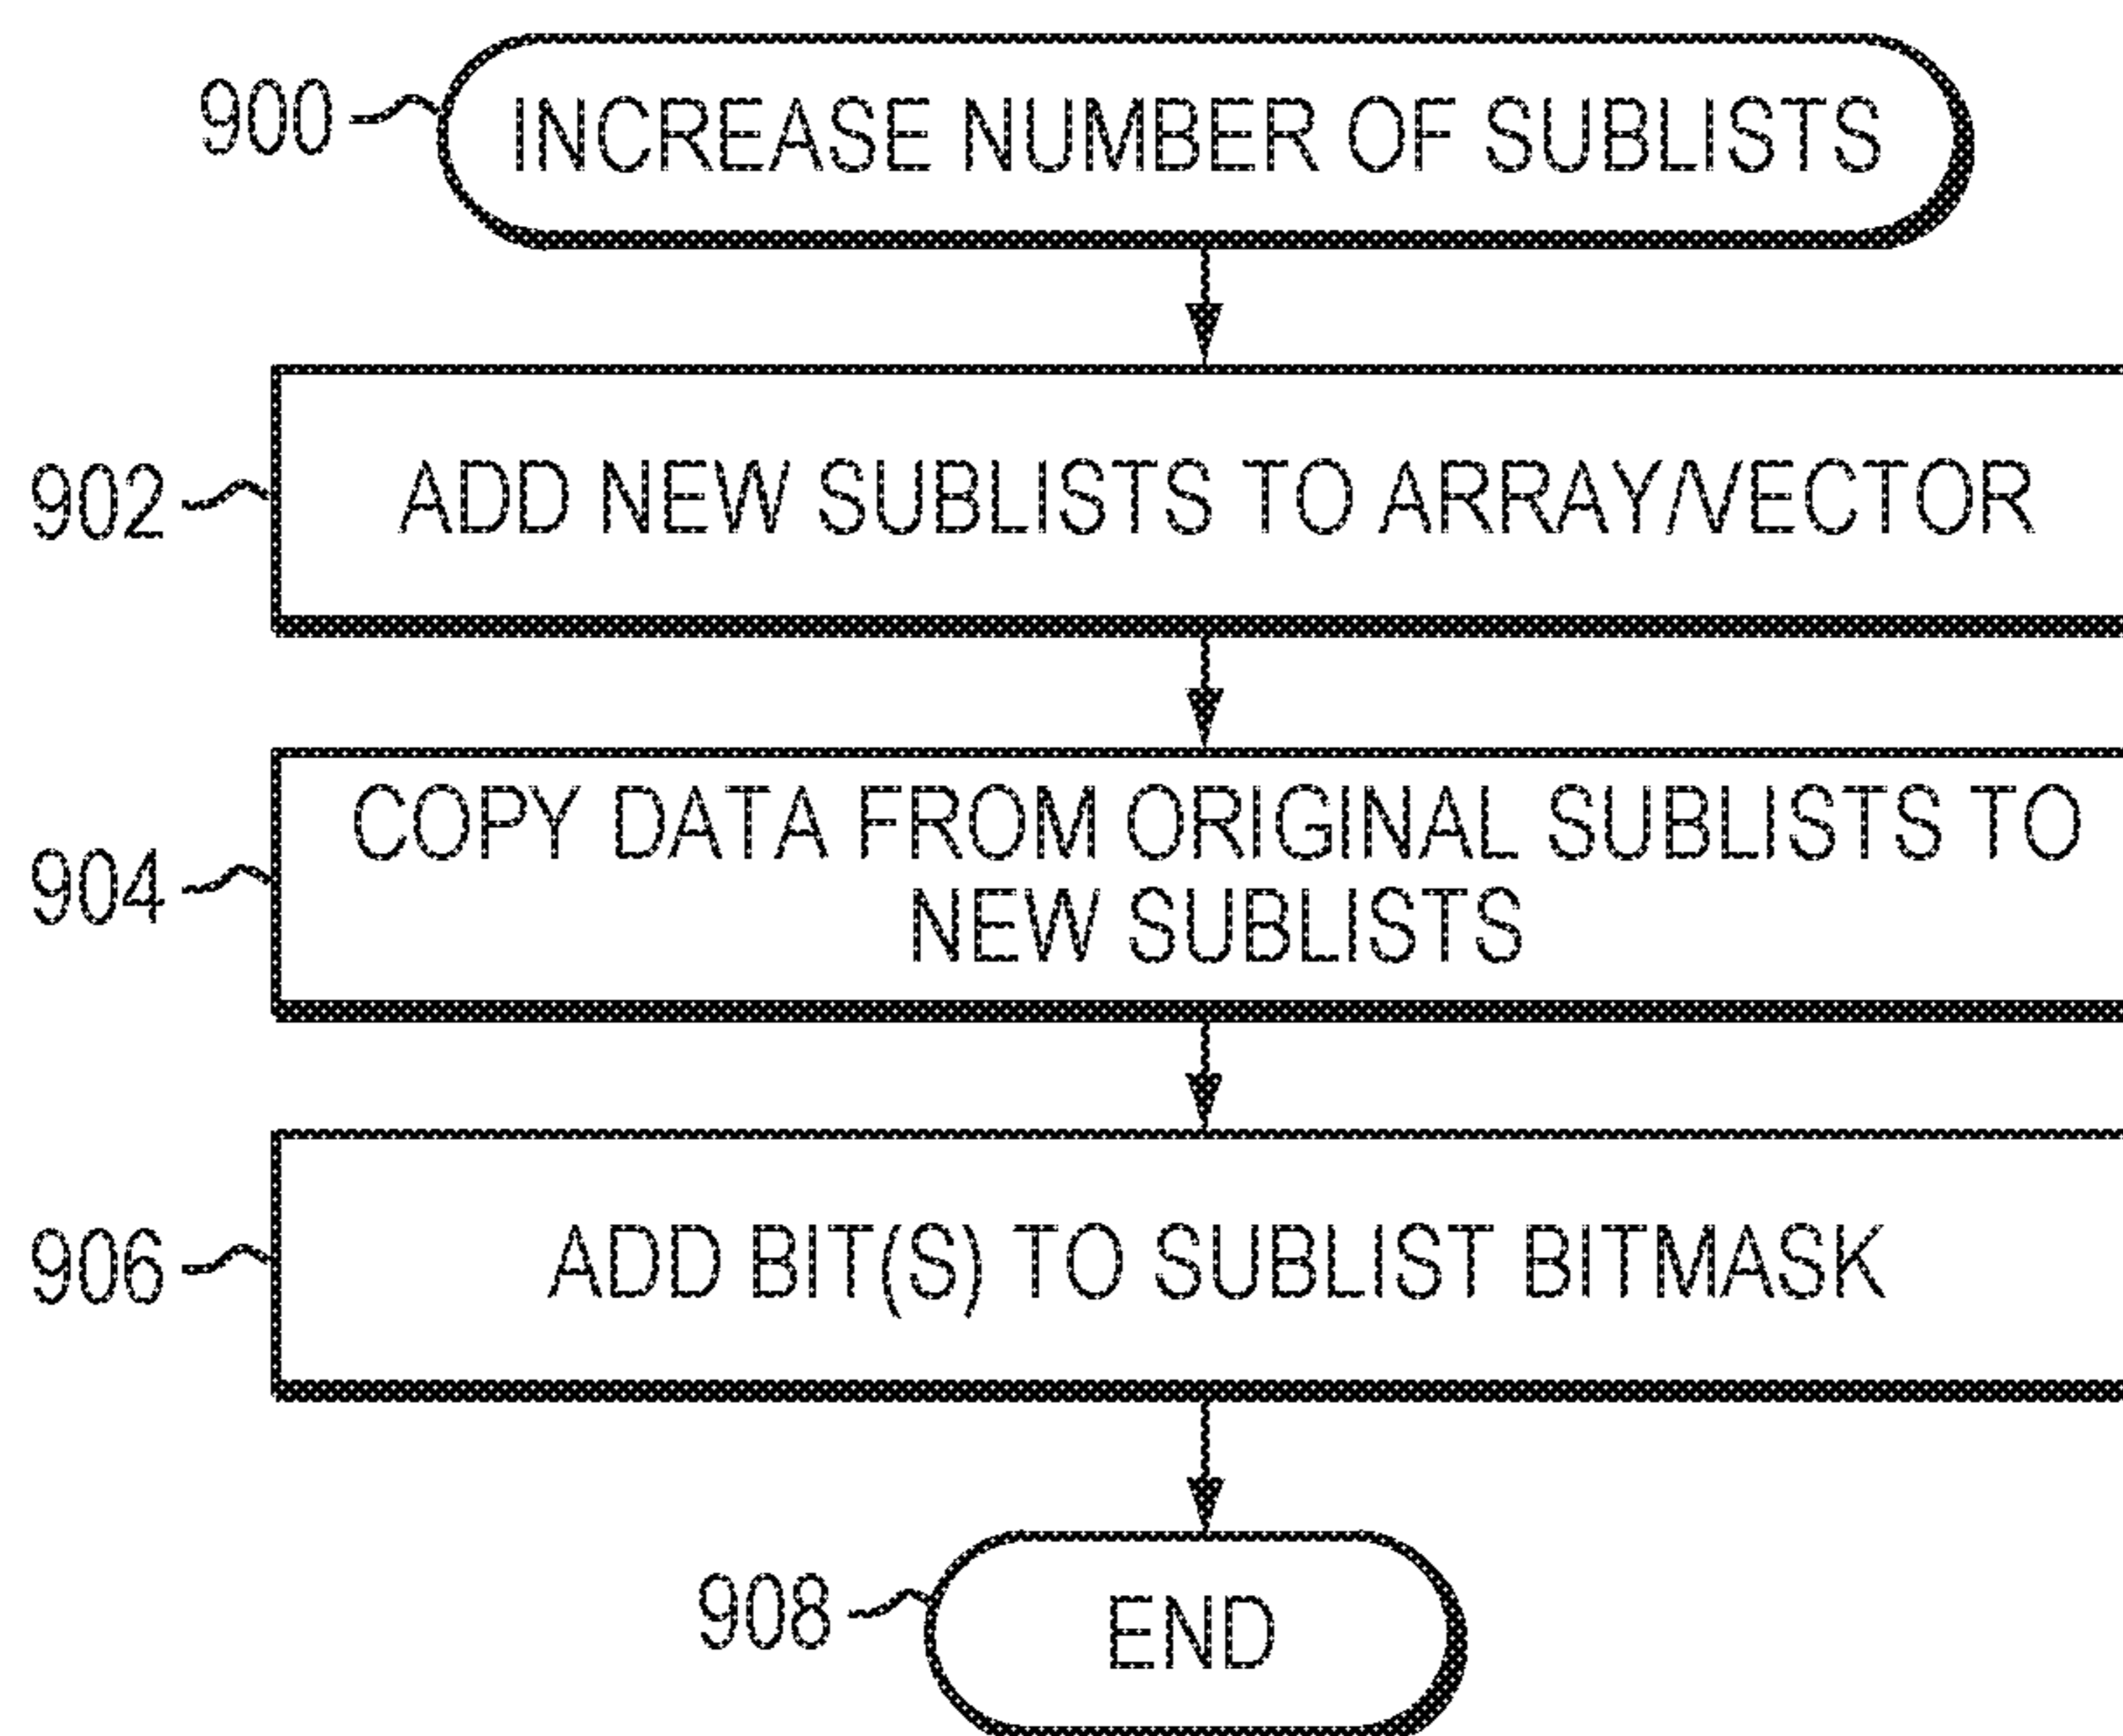 900
INCREASE NUMBER OF SUBLISTS
902
ADD NEW SUBLISTS TO ARRAY/VECTOR
904
COPY DATA FROM ORIGINAL SUBLISTS TO
NEW SUBLISTS
906
ADD BIT(S) TO SUBLIST BITMASK
908
END